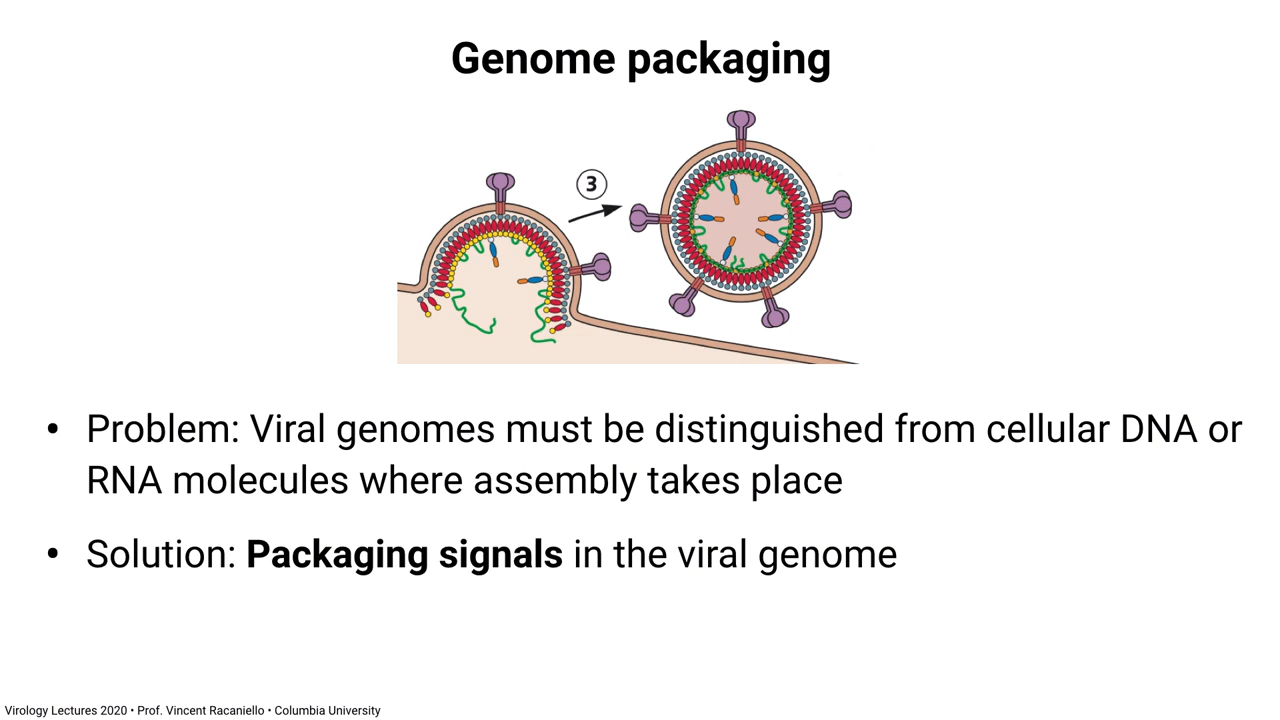 Genome packaging
3
• Problem: Viral genomes must be distinguished from cellular DNA or
RNA molecules where assembly takes place
• Solution: Packaging signals in the viral genome
Virology Lectures 2020 • Prof. Vincent Racaniello • Columbia University